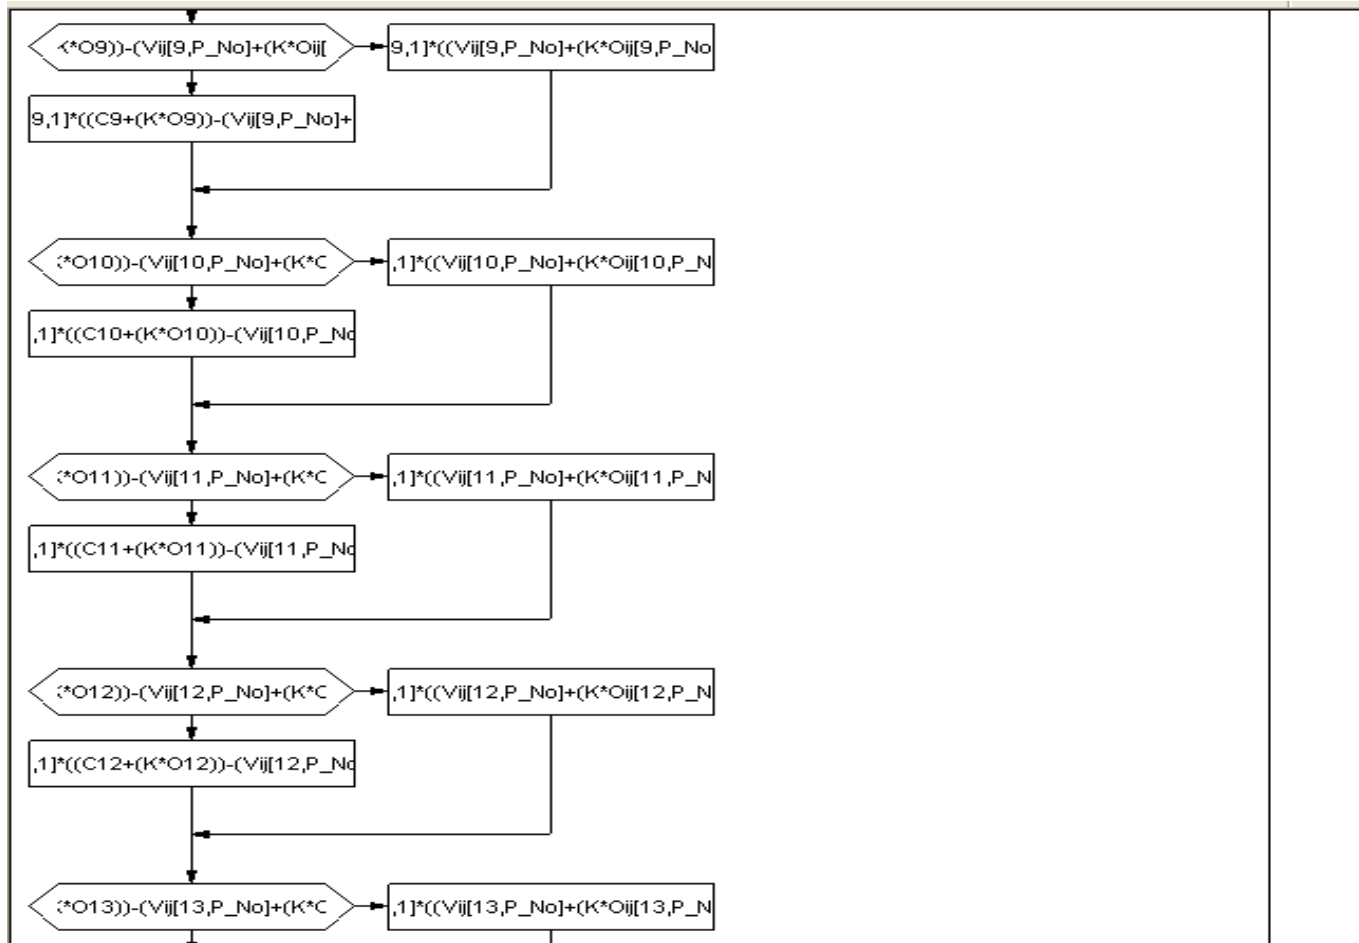 (*O9))-(Vij[9,P_No]+(K*Oij[
9,1]*((Vij[9,P_No]+(K*Oij[9,P_No
9,1]*((C9+(K*O9))-(Vij[9,P_No]+
(*O10))-(Vij[10,P_No]+(K*O
,1]*((Vij[10,P_No]+(K*Oij[10,P_N
,1]*((C10+(K*O10))-(Vij[10,P_No
(*O11))-(Vij[11,P_No]+(K*O
,1]*((Vij[11,P_No]+(K*Oij[11,P_N
,1]*((C11+(K*O11))-(Vij[11,P_No
(*O12))-(Vij[12,P_No]+(K*O
,1]*((Vij[12,P_No]+(K*Oij[12,P_N
,1]*((C12+(K*O12))-(Vij[12,P_No
(*O13))-(Vij[13,P_No]+(K*O
,1]*((Vij[13,P_No]+(K*Oij[13,P_N